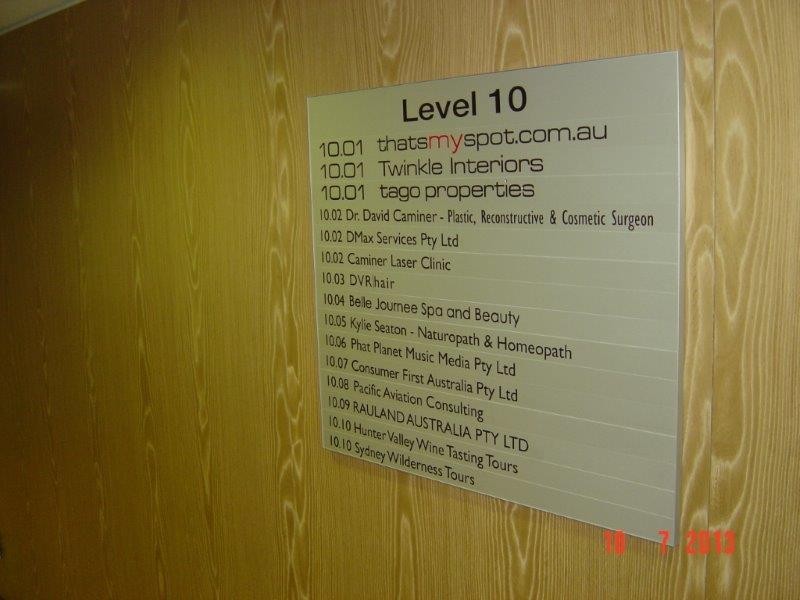 Level 10
10.01 thatsmyspot.com.au
10.01 Twinkle Interiors
10.01 tago properties
10.02 Dr. David Caminer - Plastic, Reconstructive & Cosmetic Surgeon
10.02 DMax Services Pty Ltd
10.02 Caminer Laser Clinic
10.03 DVR hair
10.04 Belle Journee Spa and Beauty
10.05 Kylie Seaton - Naturopath & Homeopath
10.06 Phat Planet Music Media Pty Ltd
10.07 Consumer First Australia Pty Ltd
10.08 Pacific Aviation Consulting
10.09 RAULAND AUSTRALIA PTY LTD
10.10 Hunter Valley Wine Tasting Tours
10.10 Sydney Wilderness Tours
10 7 2013